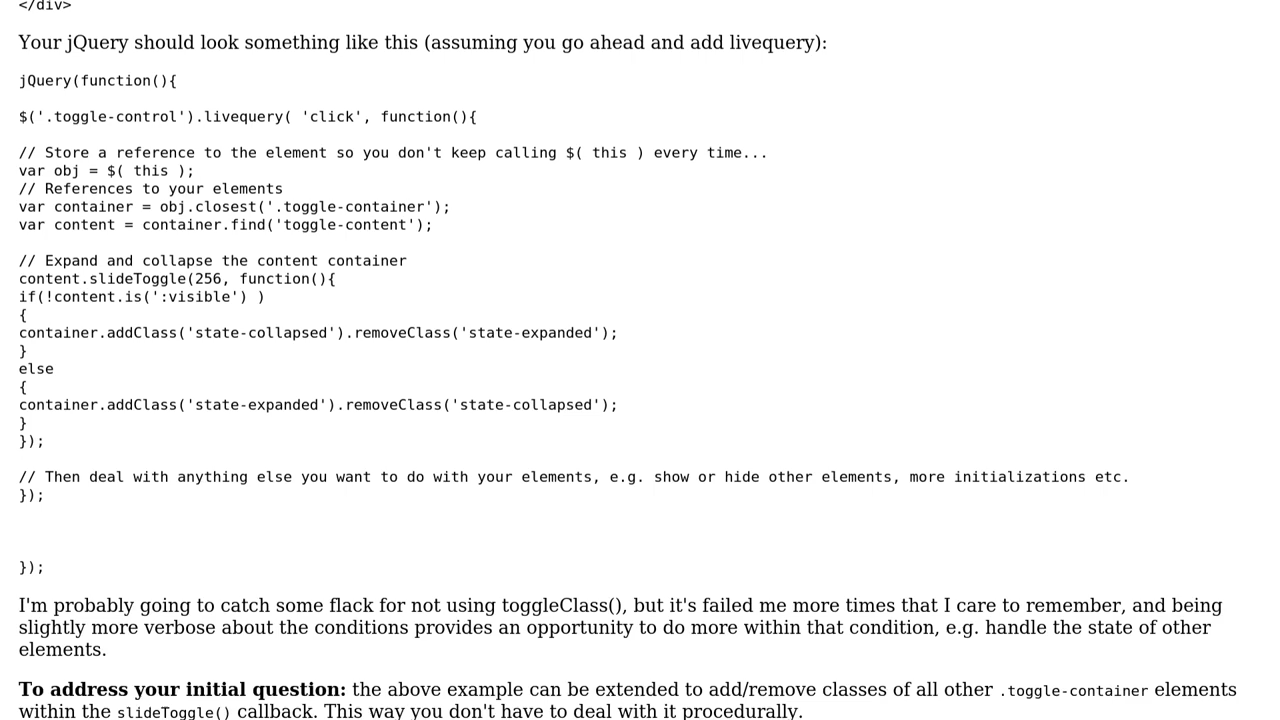 </div>
Your jQuery should look something like this (assuming you go ahead and add livequery):
jQuery(function(){
$('.toggle-control').livequery( 'click', function(){
// Store a reference to the element so you don't keep calling $( this ) every time...
var obj = $( this );
// References to your elements
var container = obj.closest('.toggle-container');
var content = container.find('toggle-content');
// Expand and collapse the content container
content.slideToggle(256, function(){
if(!content.is(':visible') )
{
container.addClass('state-collapsed').removeClass('state-expanded');
}
else
{
container.addClass('state-expanded').removeClass('state-collapsed');
}
});
// Then deal with anything else you want to do with your elements, e.g. show or hide other elements, more initializations etc.
});
});
I'm probably going to catch some flack for not using toggleClass(), but it's failed me more times that I care to remember, and being
slightly more verbose about the conditions provides an opportunity to do more within that condition, e.g. handle the state of other
elements.
To address your initial question: the above example can be extended to add/remove classes of all other .toggle-container elements
within the slideToggle() callback. This way you don't have to deal with it procedurally.